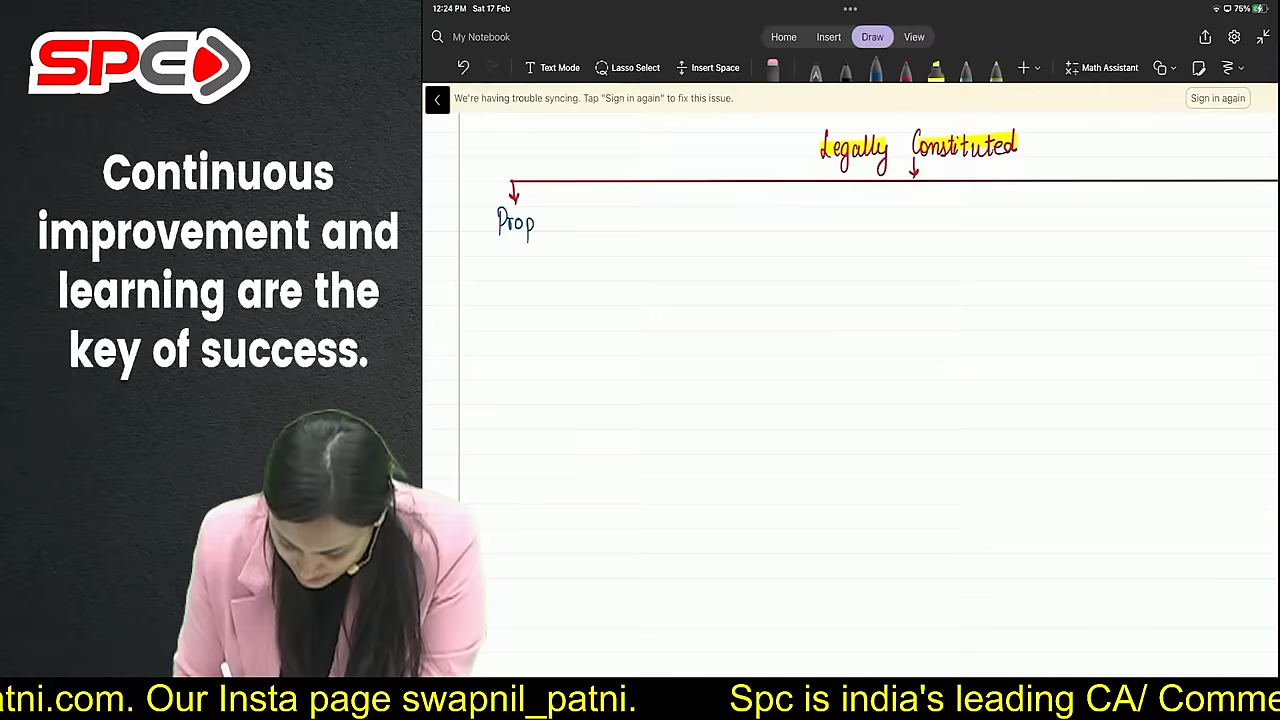 SPC
Continuous
improvement and
learning are the
key of success.
12:24 PM Sat 17 Feb
75%
My Notebook
Home Insert Draw View
Text Mode Lasso Select Insert Space Math Assistant
We're having trouble syncing. Tap "Sign in again" to fix this issue.
Sign in again
Legally Constituted
Prop
atni.com. Our Insta page swapnil_patni. Spc is india's leading CA/ Comme